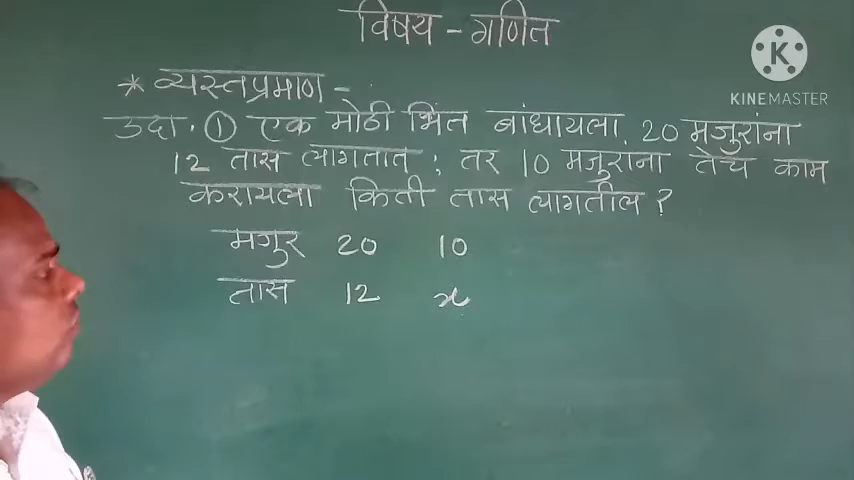 विषय - गणित
K
KINEMASTER
* व्यस्तप्रमाण -
उदा. ① एक मोठी भिंत बांधायला 20 मजुरांना
12 तास लागतात ; तर 10 मजुरांना तेच काम
करायला किती तास लागतील ?
मगुर 20 10
तास 12 x